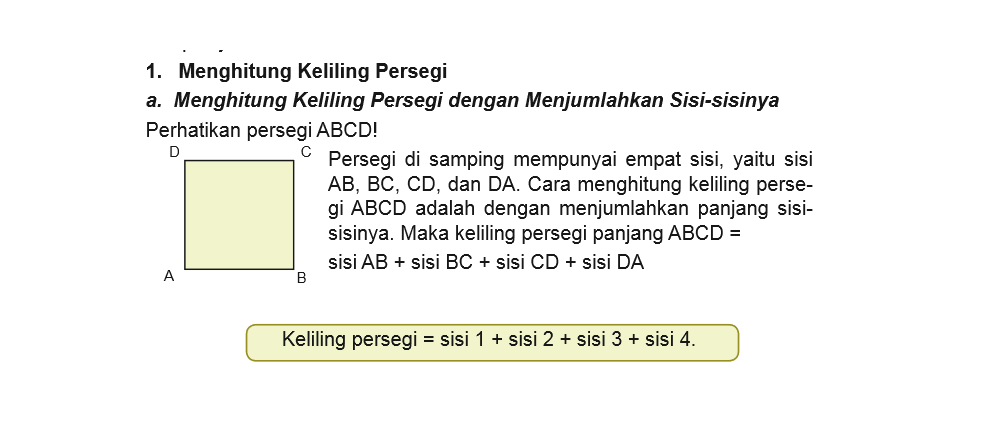 1. Menghitung Keliling Persegi
a. Menghitung Keliling Persegi dengan Menjumlahkan Sisi-sisinya
Perhatikan persegi ABCD!
D
C
A
B
Persegi di samping mempunyai empat sisi, yaitu sisi
AB, BC, CD, dan DA. Cara menghitung keliling perse-
gi ABCD adalah dengan menjumlahkan panjang sisi-
sisinya. Maka keliling persegi panjang ABCD =
sisi AB + sisi BC + sisi CD + sisi DA
Keliling persegi = sisi 1 + sisi 2 + sisi 3 + sisi 4.